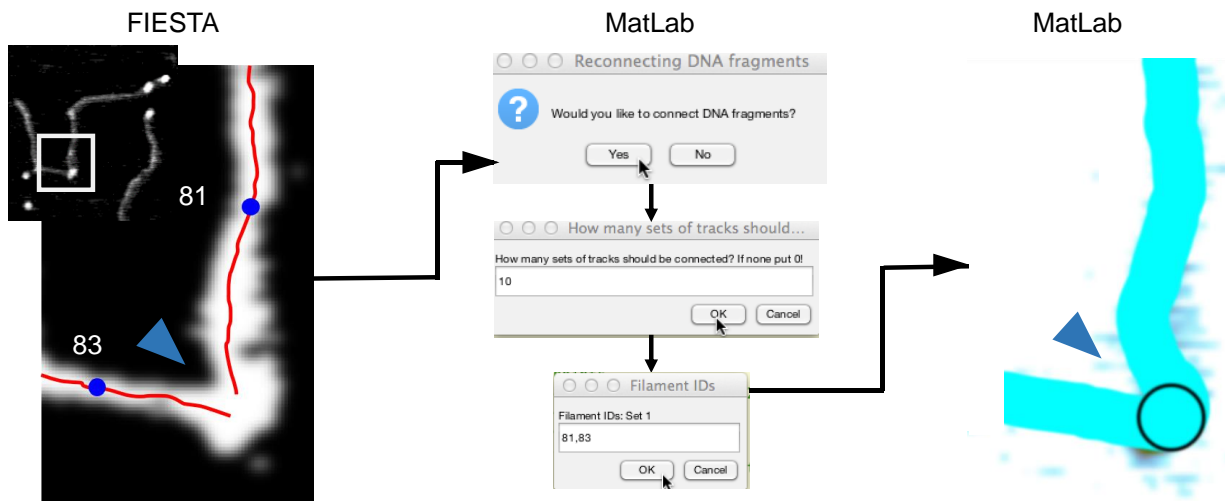 FIESTA
MatLab
MatLab
81
83
Reconnecting DNA fragments
?
Would you like to connect DNA fragments?
Yes
No
How many sets of tracks should...
How many sets of tracks should be connected? If none put 0!
10
OK
Cancel
Filament IDs
Filament IDs: Set 1
81,83
OK
Cancel